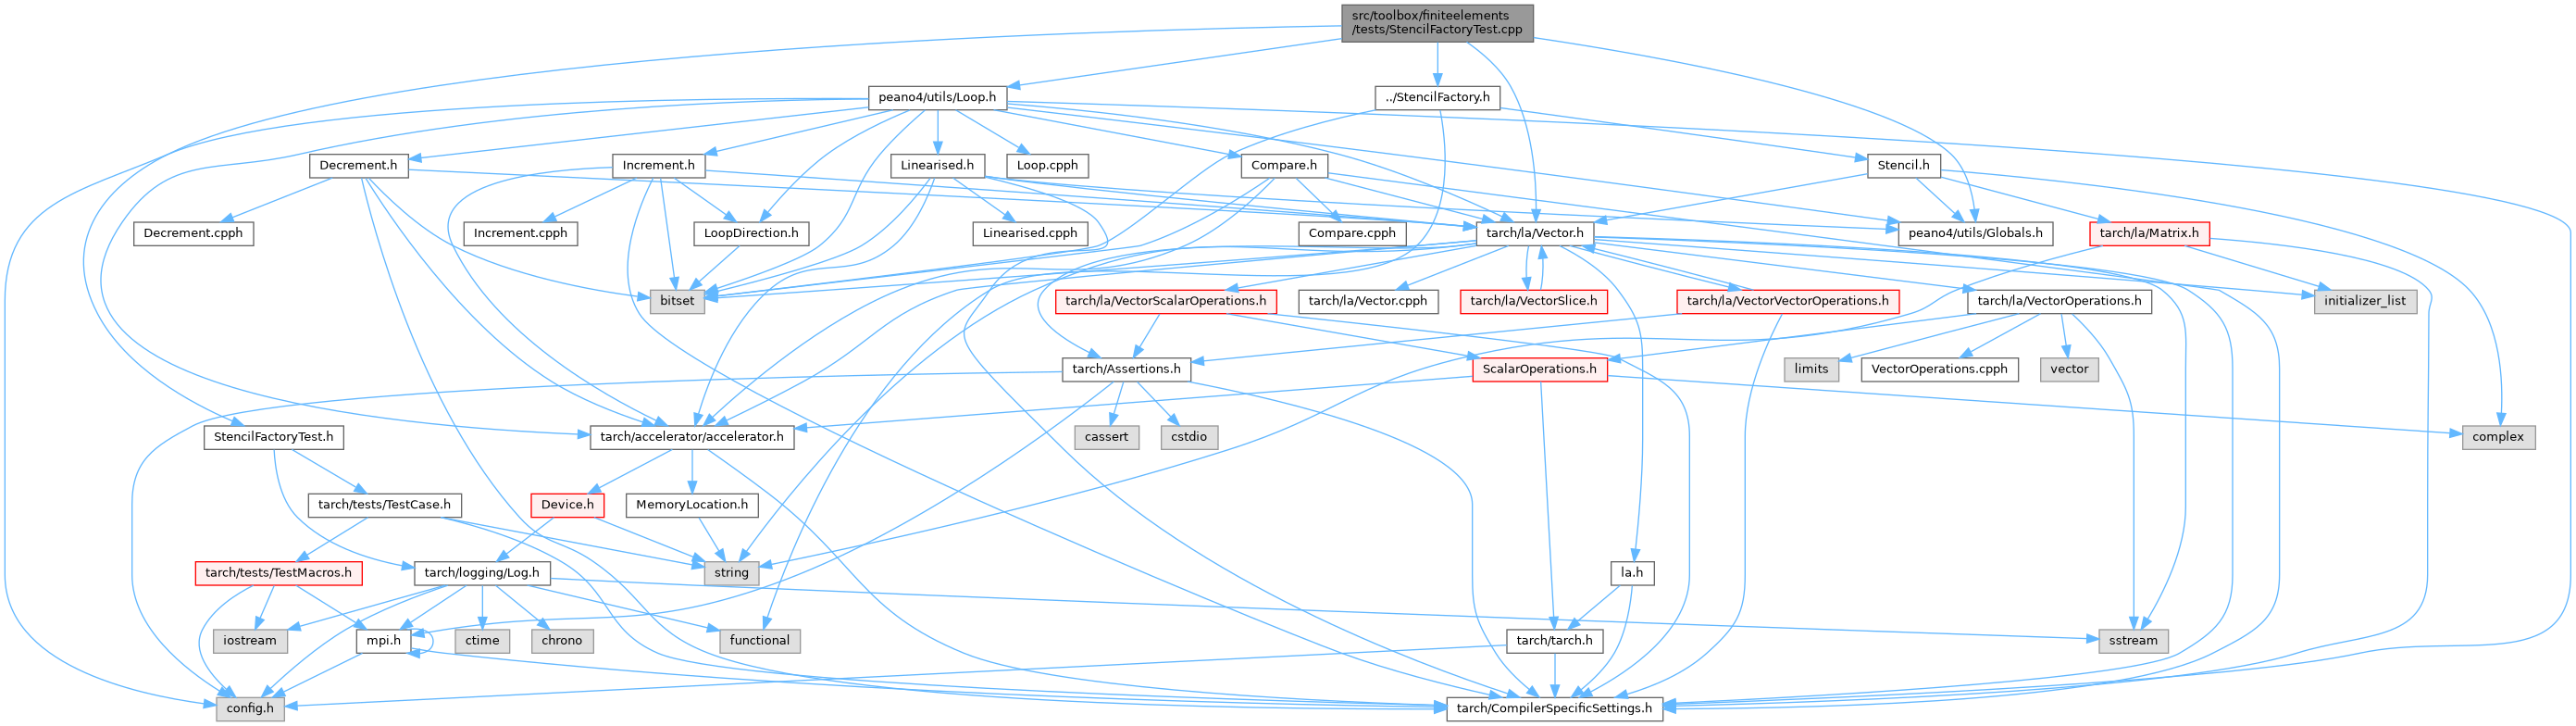 src/toolbox/finiteelements
/tests/StencilFactoryTest.cpp
peano4/utils/Loop.h
../StencilFactory.h
Decrement.h
Increment.h
Linearised.h
Loop.cpph
Compare.h
Stencil.h
Decrement.cpph
Increment.cpph
LoopDirection.h
Linearised.cpph
Compare.cpph
tarch/la/Vector.h
peano4/utils/Globals.h
tarch/la/Matrix.h
bitset
tarch/la/VectorScalarOperations.h
tarch/la/Vector.cpph
tarch/la/VectorSlice.h
tarch/la/VectorVectorOperations.h
tarch/la/VectorOperations.h
initializer_list
tarch/Assertions.h
ScalarOperations.h
limits
VectorOperations.cpph
vector
StencilFactoryTest.h
tarch/accelerator/accelerator.h
cassert
cstdio
complex
tarch/tests/TestCase.h
Device.h
MemoryLocation.h
tarch/tests/TestMacros.h
tarch/logging/Log.h
string
la.h
iostream
mpi.h
ctime
chrono
functional
tarch/tarch.h
sstream
config.h
tarch/CompilerSpecificSettings.h